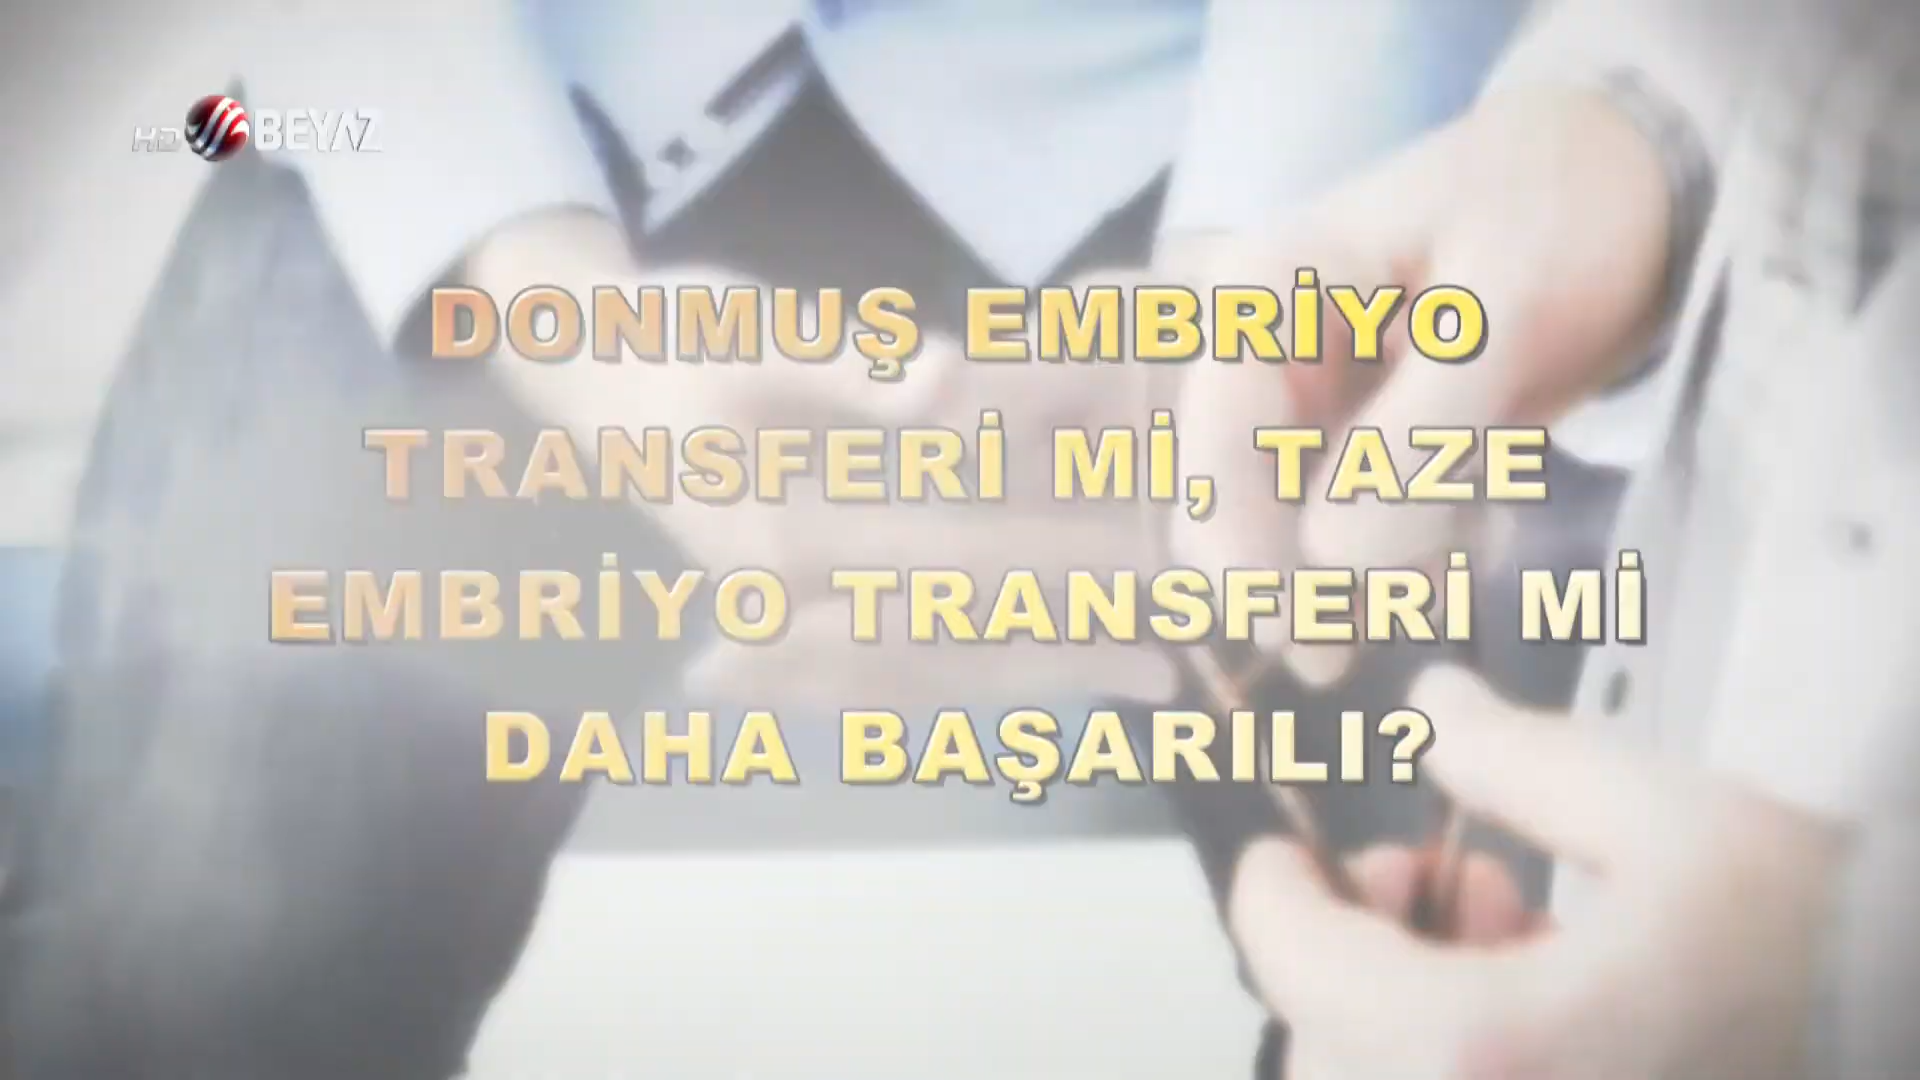 HD BEYAZ
DONMUŞ EMBRİYO
TRANSFERİ Mİ, TAZE
EMBRİYO TRANSFERİ Mİ
DAHA BAŞARILI?